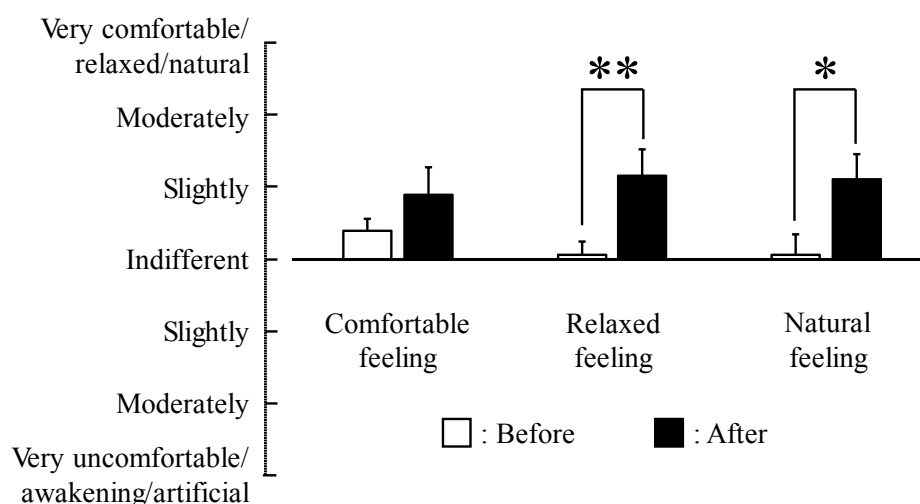 Very comfortable/
relaxed/natural
Moderately
Slightly
Indifferent
Slightly
Moderately
Very uncomfortable/
awakening/artificial
**
*
Comfortable
feeling
Relaxed
feeling
Natural
feeling
: Before
: After